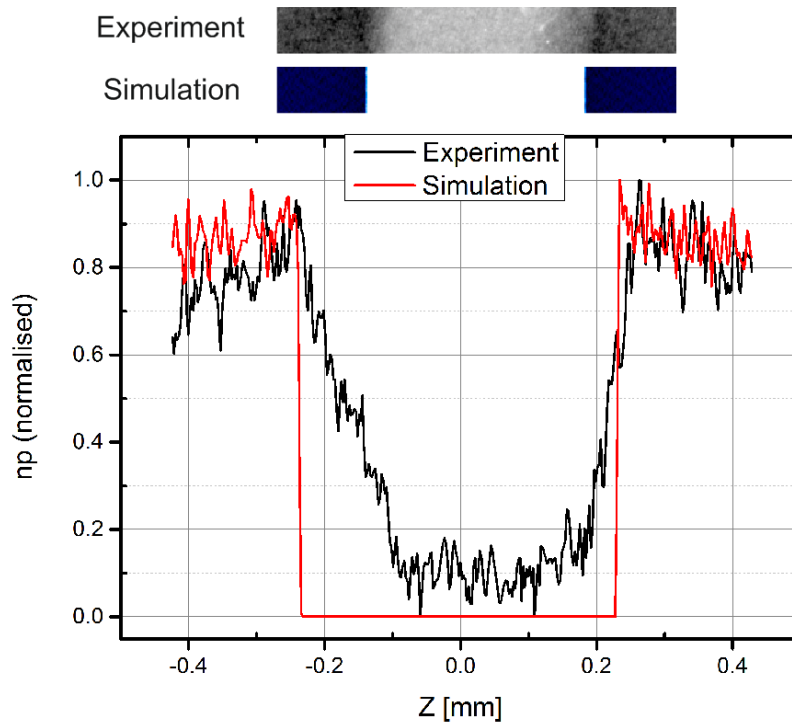 Experiment
Simulation
Experiment
Simulation
1.0
0.8
0.6
0.4
0.2
0.0
np (normalised)
-0.4 -0.2 0.0 0.2 0.4
Z [mm]